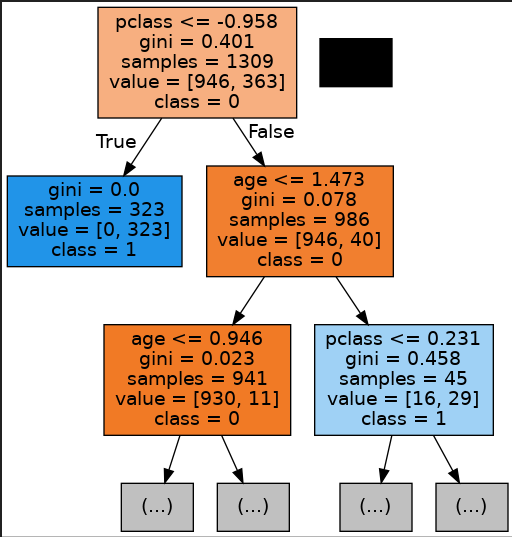 pclass <= -0.958
gini = 0.401
samples = 1309
value = [946, 363]
class = 0
True
False
gini = 0.0
samples = 323
value = [0, 323]
class = 1
age <= 1.473
gini = 0.078
samples = 986
value = [946, 40]
class = 0
age <= 0.946
gini = 0.023
samples = 941
value = [930, 11]
class = 0
pclass <= 0.231
gini = 0.458
samples = 45
value = [16, 29]
class = 1
(...)
(...)
(...)
(...)